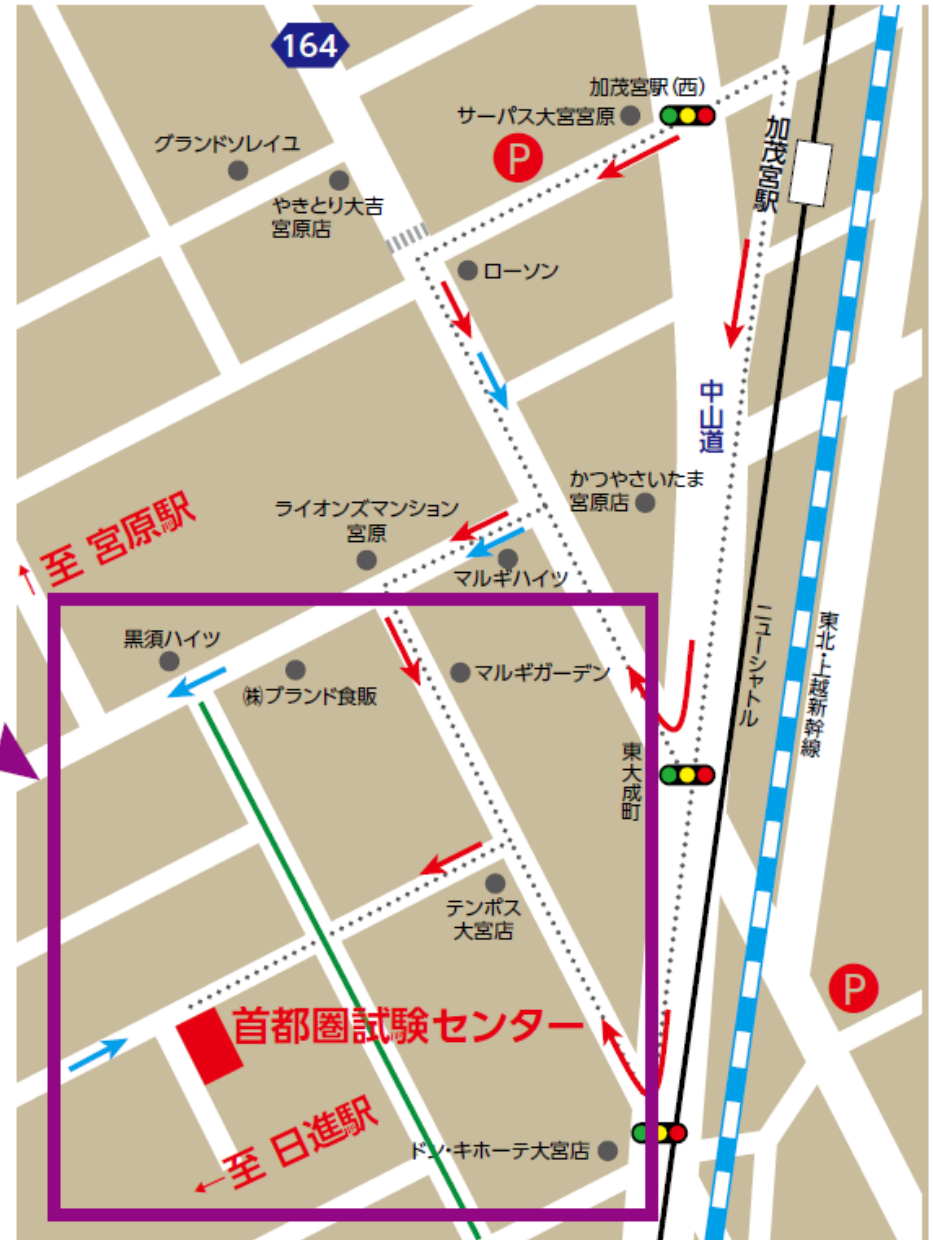 164
加茂宮駅（西）
サーパス大宮宮原
P
加茂宮駅
グランドソレイユ
やきとり大吉
宮原店
ローソン
中山道
かつやさいたま
宮原店
ライオンズマンション
宮原
マルギハイツ
↑至 宮原駅
ニューシャトル
東北・上越新幹線
黒須ハイツ
㈱ブランド食販
マルギガーデン
東大成町
テンポス
大宮店
P
首都圏試験センター
←至 日進駅
ドン・キホーテ大宮店